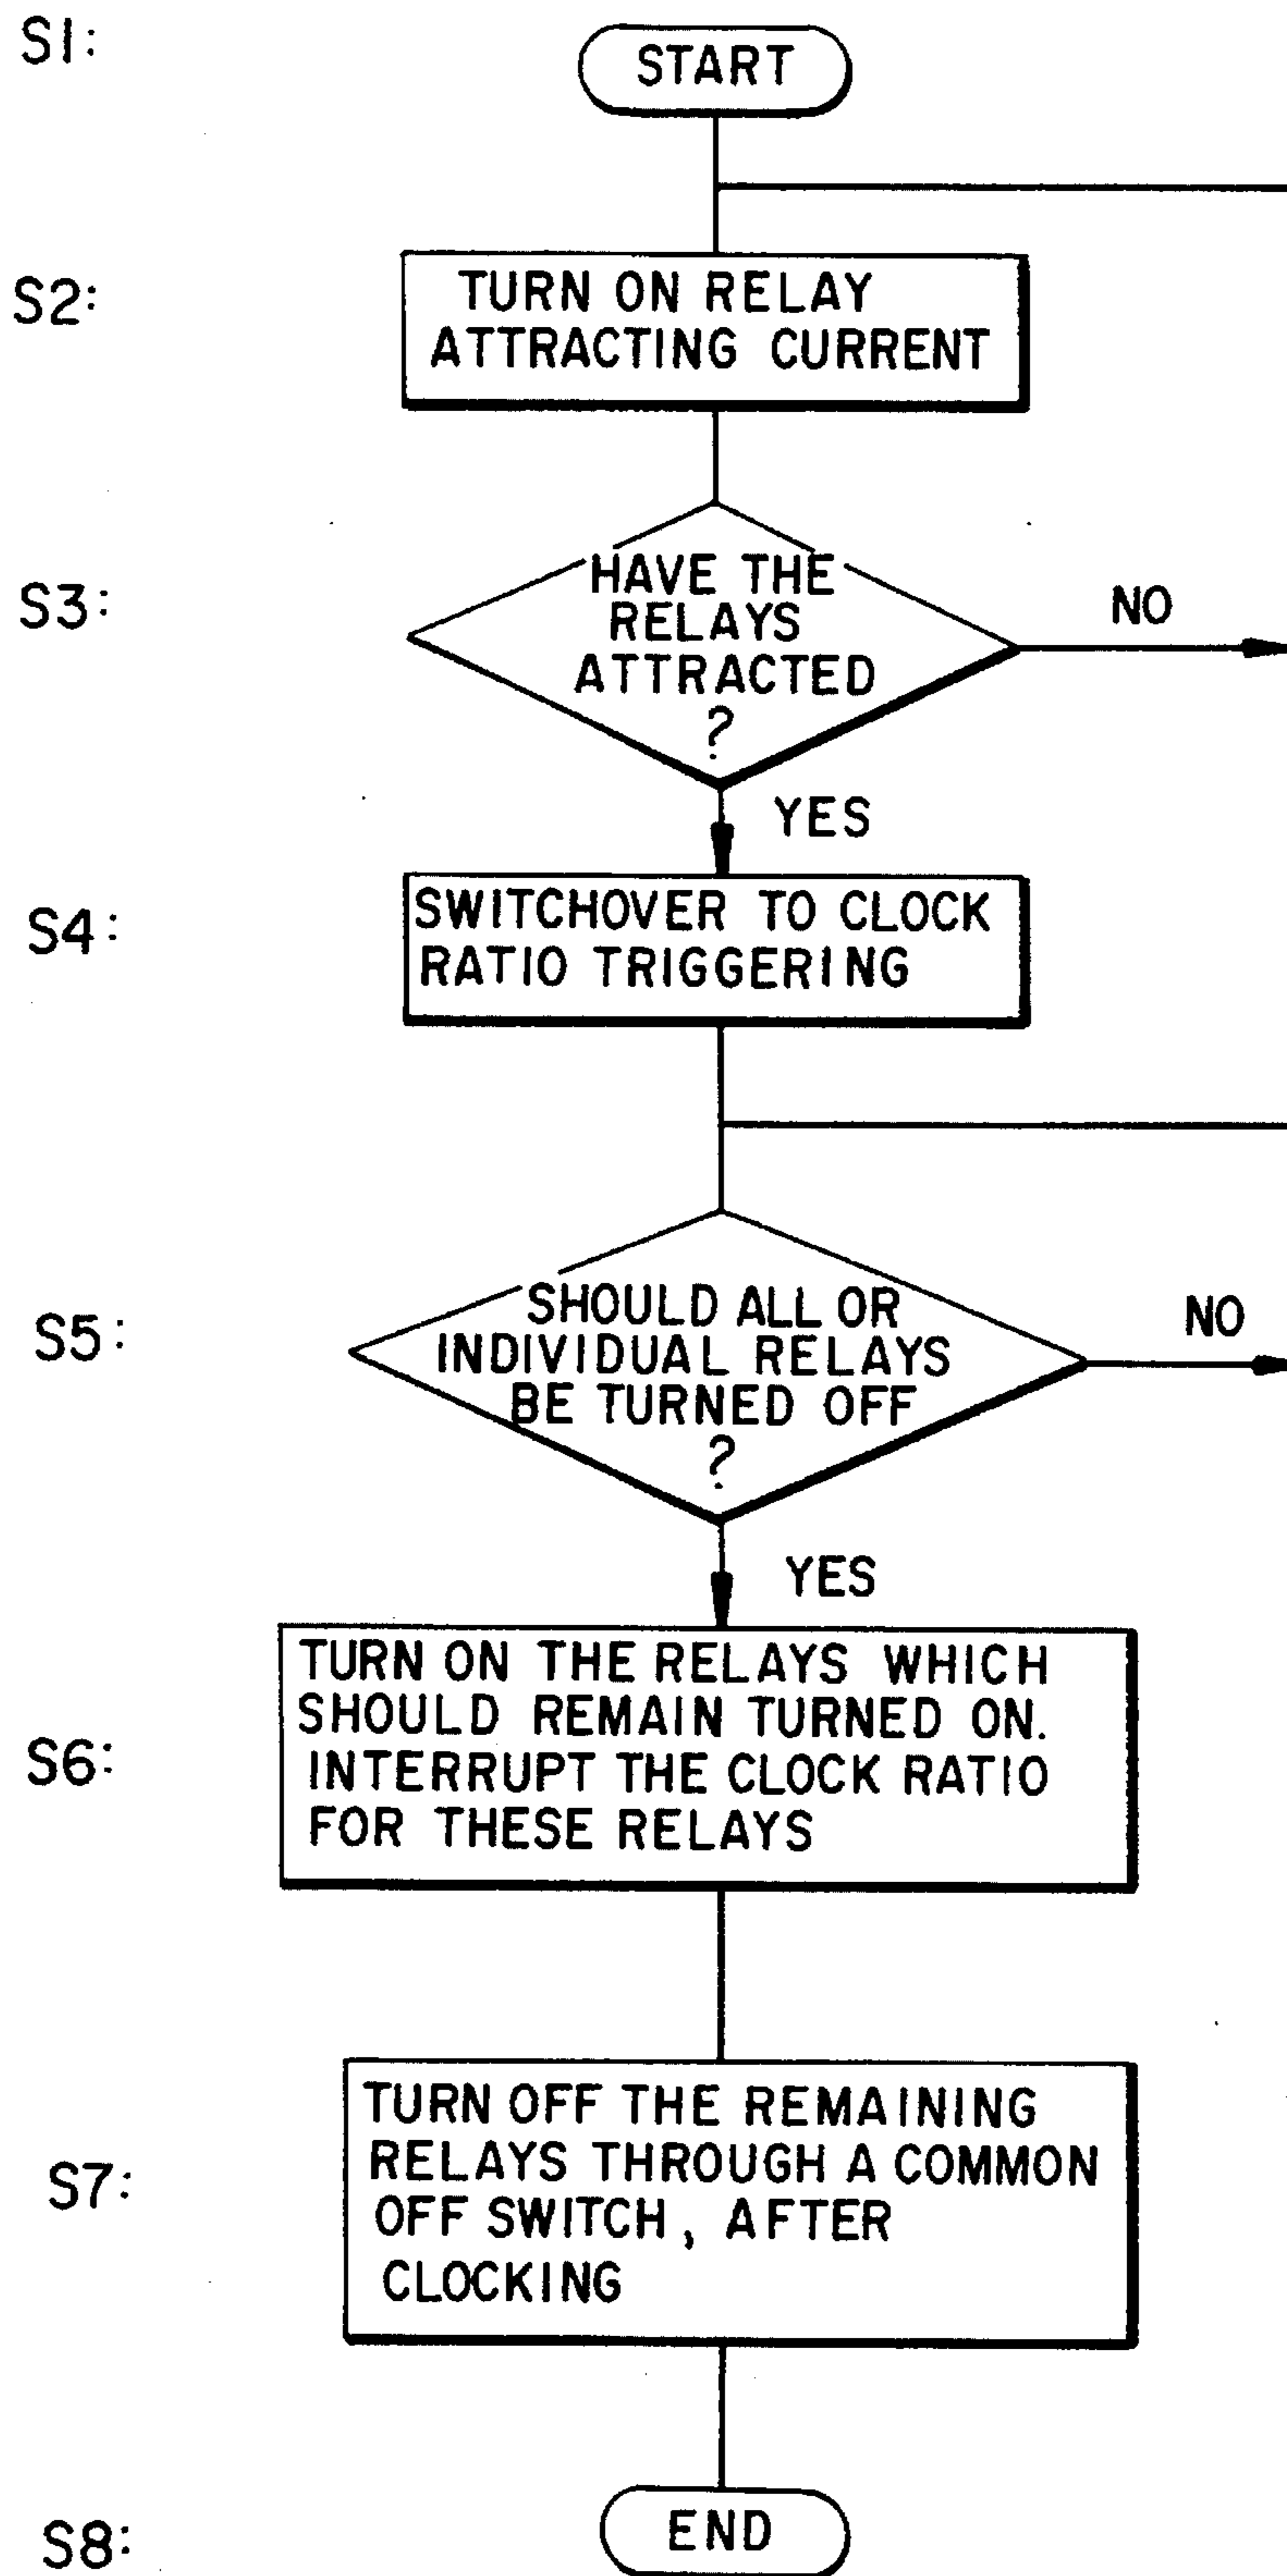 S1:
START
S2:
TURN ON RELAY
ATTRACTING CURRENT
S3:
HAVE THE
RELAYS
ATTRACTED
?
NO
YES
S4:
SWITCHOVER TO CLOCK
RATIO TRIGGERING
S5:
SHOULD ALL OR
INDIVIDUAL RELAYS
BE TURNED OFF
?
NO
YES
S6:
TURN ON THE RELAYS WHICH
SHOULD REMAIN TURNED ON.
INTERRUPT THE CLOCK RATIO
FOR THESE RELAYS
S7:
TURN OFF THE REMAINING
RELAYS THROUGH A COMMON
OFF SWITCH, AFTER
CLOCKING
S8:
END